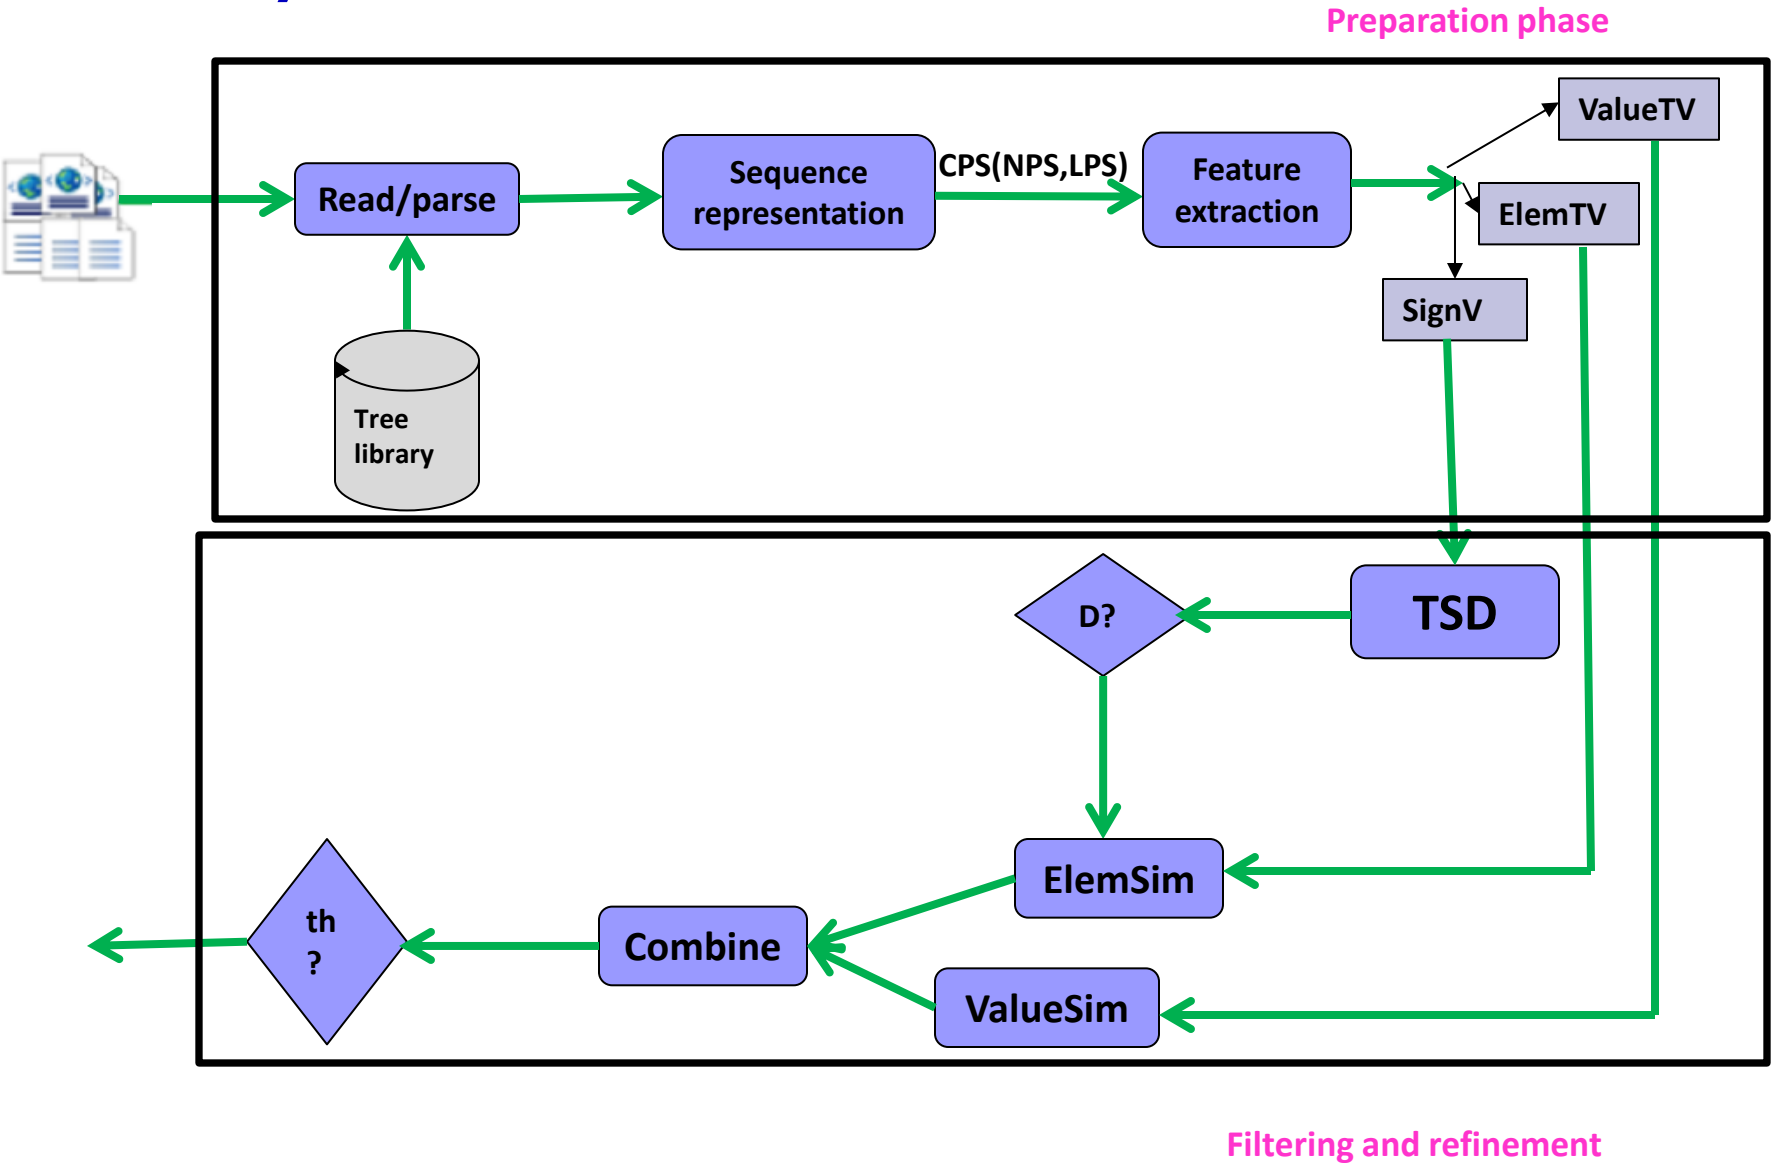 Preparation phase
ValueTV
CPS(NPS,LPS)
Sequence
representation
Feature
extraction
Read/parse
ElemTV
SignV
Tree
library
D?
TSD
ElemSim
th
?
Combine
ValueSim
Filtering and refinement